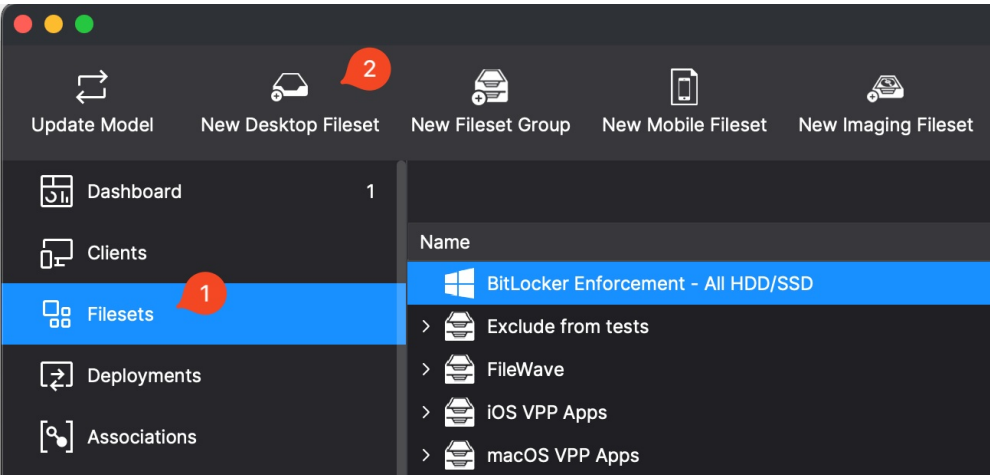 2
Update Model New Desktop Fileset New Fileset Group New Mobile Fileset New Imaging Fileset
Dashboard 1
Clients
1
Filesets
Deployments
Associations
Name
BitLocker Enforcement - All HDD/SSD
Exclude from tests
FileWave
iOS VPP Apps
macOS VPP Apps